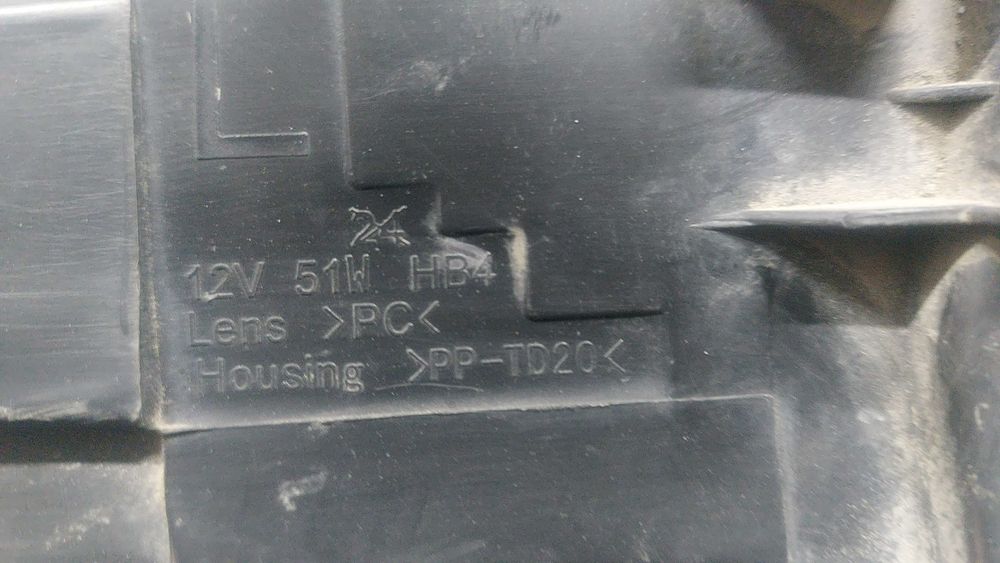 L
24
12V 51W HB4
Lens >PC<
Housing >PP-TD20<